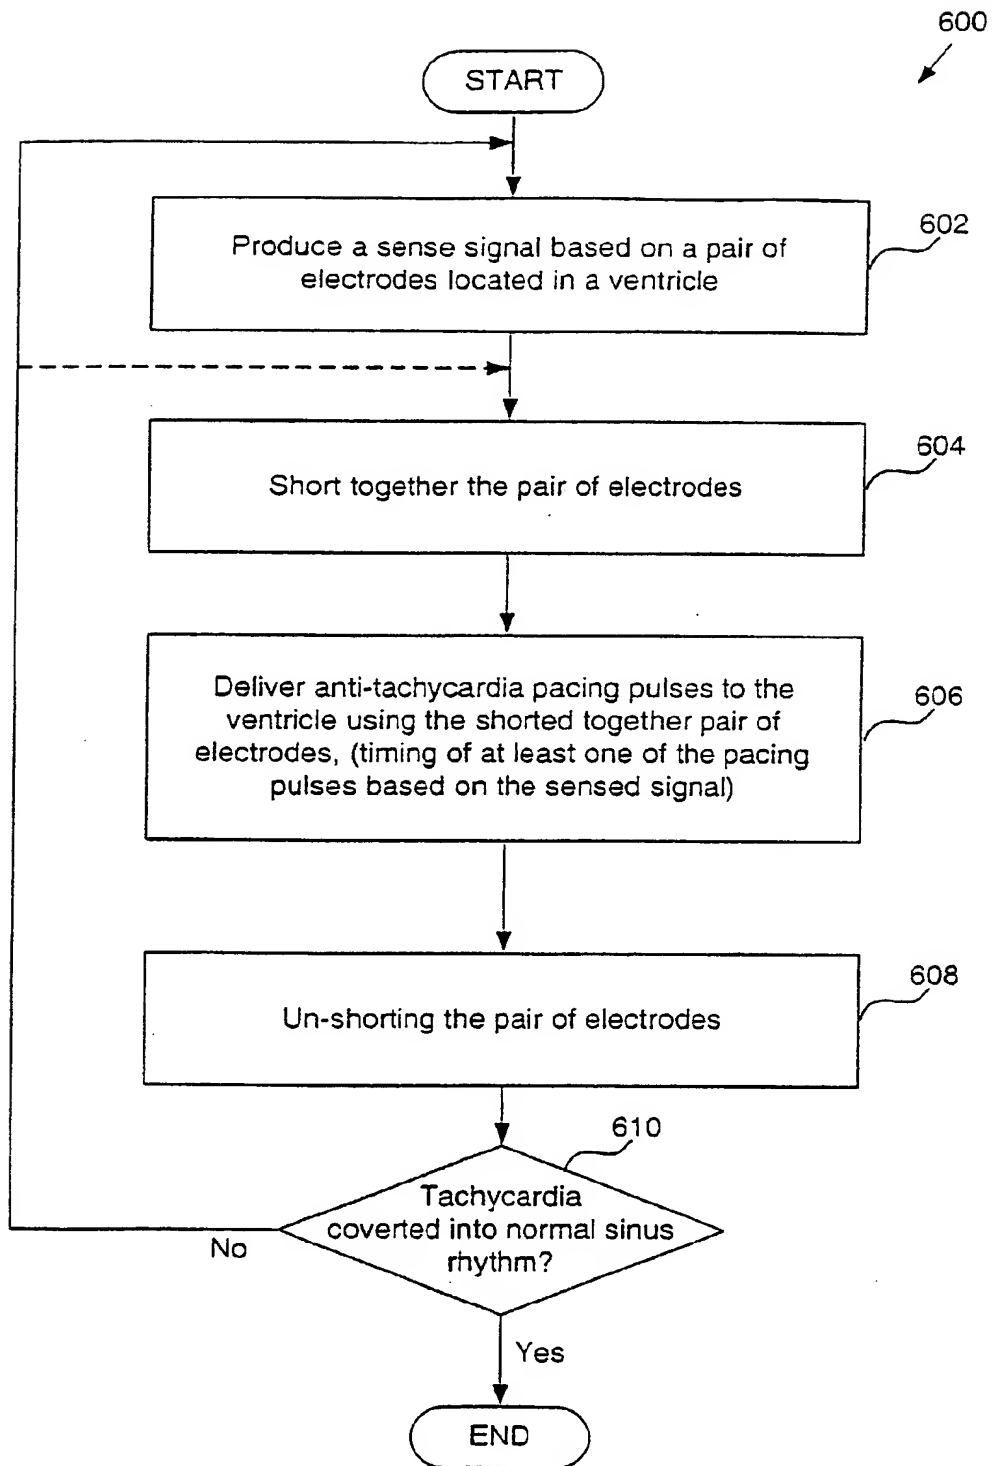 600
START
602
Produce a sense signal based on a pair of
electrodes located in a ventricle
604
Short together the pair of electrodes
606
Deliver anti-tachycardia pacing pulses to the
ventricle using the shorted together pair of
electrodes, (timing of at least one of the pacing
pulses based on the sensed signal)
608
Un-shorting the pair of electrodes
610
Tachycardia
coverted into normal sinus
rhythm?
No
Yes
END